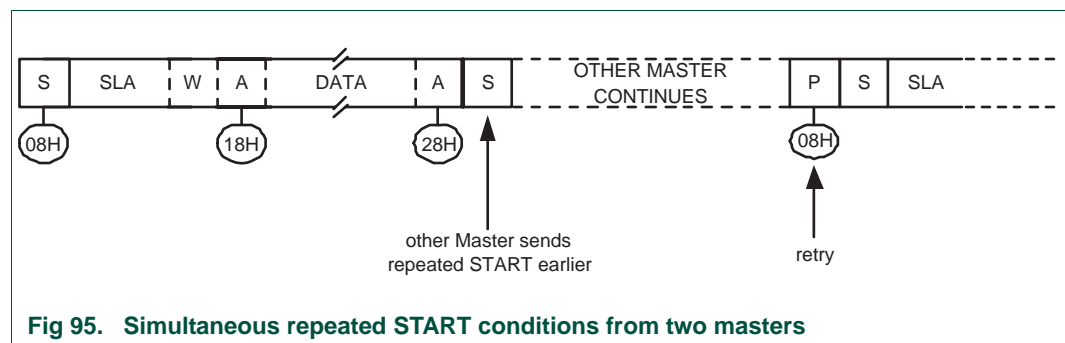 S SLA W A DATA A S OTHER MASTER CONTINUES P S SLA
08H 18H 28H 08H
other Master sends
repeated START earlier
retry
Fig 95. Simultaneous repeated START conditions from two masters